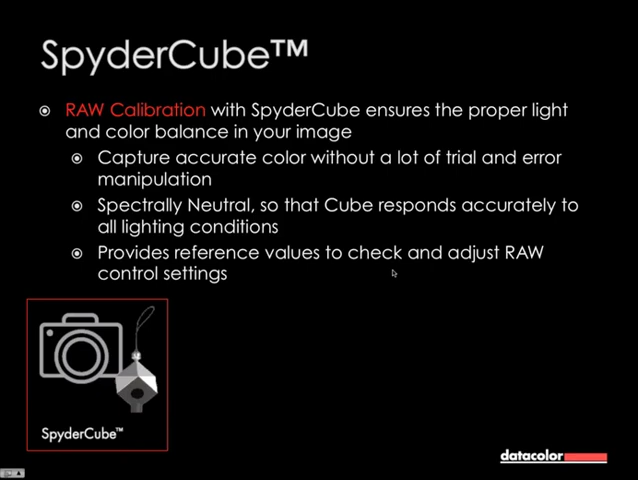 SpyderCube™
RAW Calibration with SpyderCube ensures the proper light
and color balance in your image
Capture accurate color without a lot of trial and error
manipulation
Spectrally Neutral, so that Cube responds accurately to
all lighting conditions
Provides reference values to check and adjust RAW
control settings
SpyderCube™
datacolor